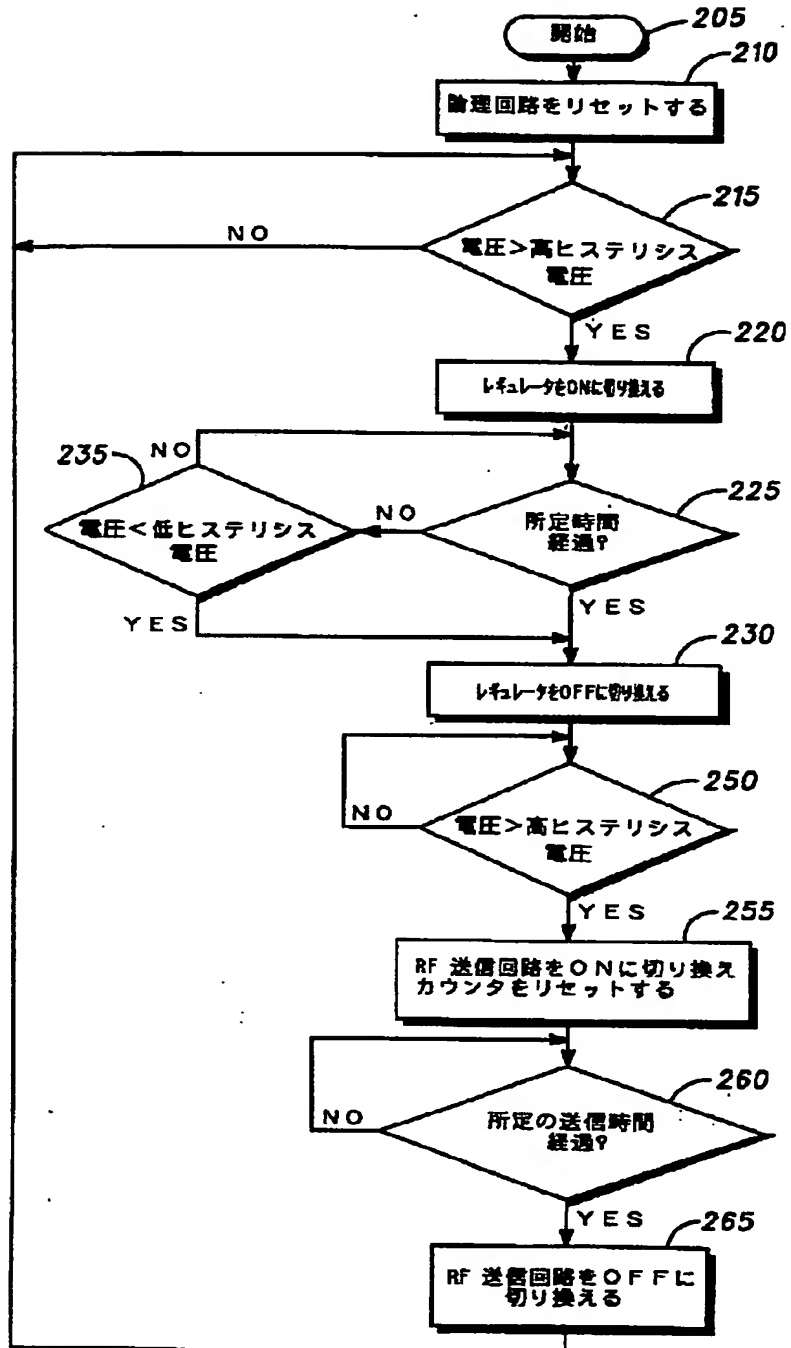 開始
205
210
論理回路をリセットする
215
NO
電圧>高ヒステリシス
電圧
YES
220
レギュレータをONに切り換える
235
NO
225
電圧<低ヒステリシス
電圧
NO
所定時間
経過?
YES
YES
230
レギュレータをOFFに切り換える
250
NO
電圧>高ヒステリシス
電圧
YES
255
RF 送信回路をONに切り換え
カウンタをリセットする
260
NO
所定の送信時間
経過?
YES
265
RF 送信回路をOFFに
切り換える